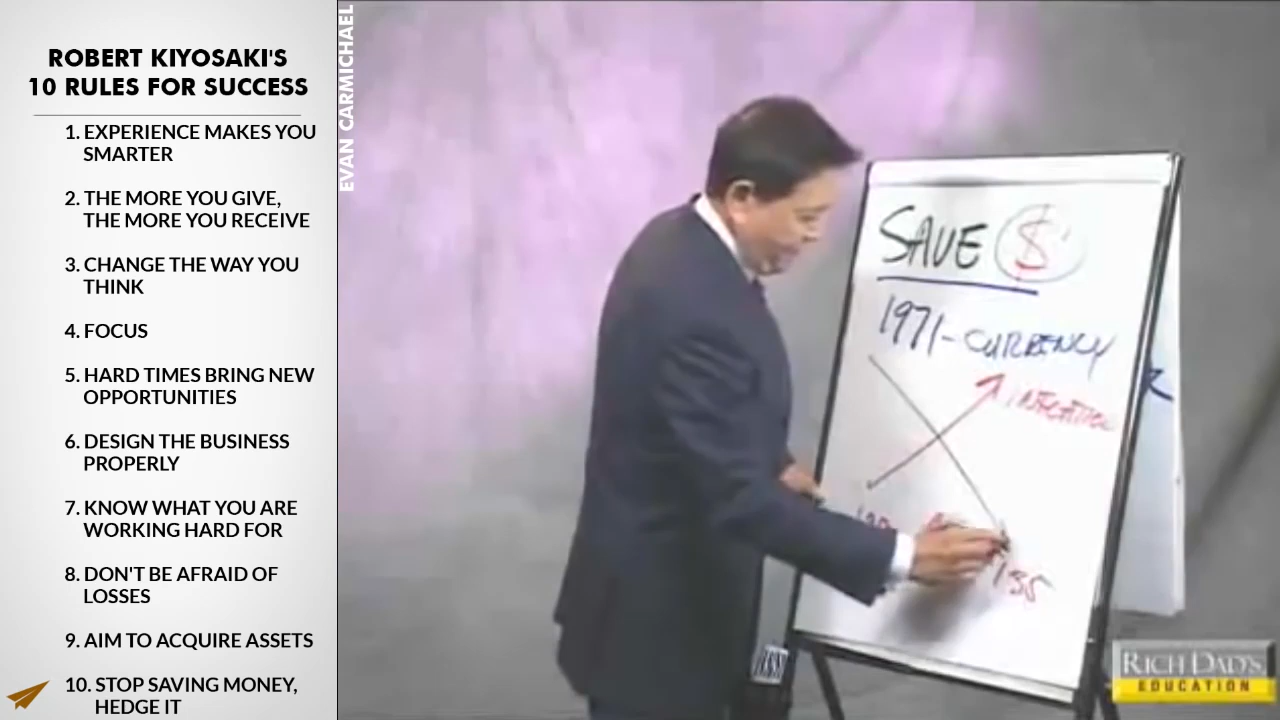 ROBERT KIYOSAKI'S
10 RULES FOR SUCCESS
1. EXPERIENCE MAKES YOU
SMARTER
2. THE MORE YOU GIVE,
THE MORE YOU RECEIVE
3. CHANGE THE WAY YOU
THINK
4. FOCUS
5. HARD TIMES BRING NEW
OPPORTUNITIES
6. DESIGN THE BUSINESS
PROPERLY
7. KNOW WHAT YOU ARE
WORKING HARD FOR
8. DON'T BE AFRAID OF
LOSSES
9. AIM TO ACQUIRE ASSETS
10. STOP SAVING MONEY,
HEDGE IT
EVAN CARMICHAEL
SAVE $
1971 - CURRENCY
INFLATION
RICH DAD'S
EDUCATION